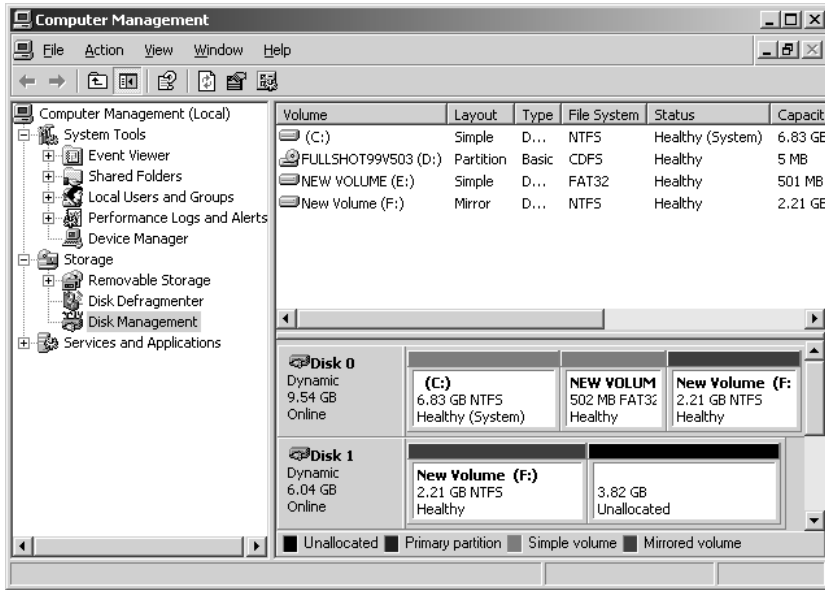 Computer Management
File Action View Window Help
Computer Management (Local)
System Tools
Event Viewer
Shared Folders
Local Users and Groups
Performance Logs and Alerts
Device Manager
Storage
Removable Storage
Disk Defragmenter
Disk Management
Services and Applications
Volume Layout Type File System Status Capacit
(C:) Simple D... NTFS Healthy (System) 6.83 GB
FULLSHOT99V503 (D:) Partition Basic CDFS Healthy 5 MB
NEW VOLUME (E:) Simple D... FAT32 Healthy 501 MB
New Volume (F:) Mirror D... NTFS Healthy 2.21 GB
Disk 0
Dynamic
9.54 GB
Online
(C:)
6.83 GB NTFS
Healthy (System)
NEW VOLUM
502 MB FAT32
Healthy
New Volume (F:
2.21 GB NTFS
Healthy
Disk 1
Dynamic
6.04 GB
Online
New Volume (F:)
2.21 GB NTFS
Healthy
3.82 GB
Unallocated
Unallocated Primary partition Simple volume Mirrored volume